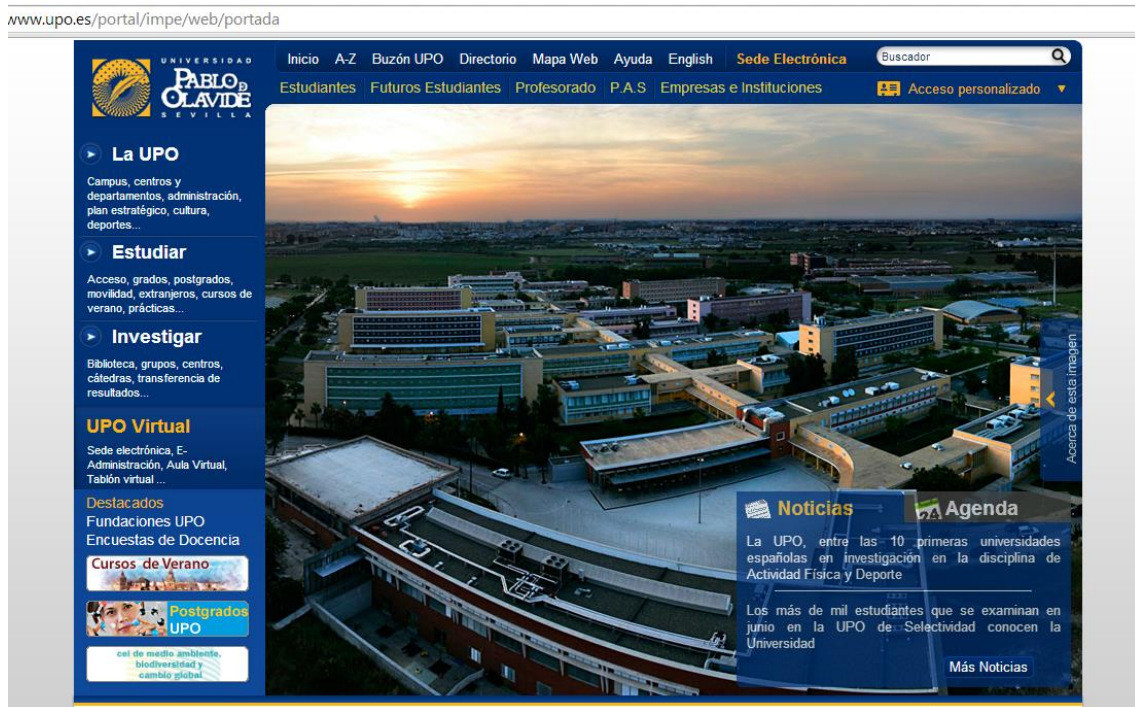 www.upo.es/portal/impe/web/portada
UNIVERSIDAD
PABLO DE
OLAVIDE
SEVILLA
Inicio A-Z Buzón UPO Directorio Mapa Web Ayuda English Sede Electrónica
Buscador
Estudiantes Futuros Estudiantes Profesorado P.A.S Empresas e Instituciones
Acceso personalizado
La UPO
Campus, centros y
departamentos, administración,
plan estratégico, cultura,
deportes...
Estudiar
Acceso, grados, postgrados,
movilidad, extranjeros, cursos de
verano, prácticas...
Investigar
Biblioteca, grupos, centros,
cátedras, transferencia de
resultados...
UPO Virtual
Sede electrónica, E-
Administración, Aula Virtual,
Tablón virtual ...
Destacados
Fundaciones UPO
Encuestas de Docencia
Cursos de Verano
Postgrados
UPO
cei de medio ambiente,
biodiversidad y
cambio global
Acerca de esta imagen
Noticias
24 Agenda
La UPO, entre las 10 primeras universidades
españolas en investigación en la disciplina de
Actividad Física y Deporte
Los más de mil estudiantes que se examinan en
junio en la UPO de Selectividad conocen la
Universidad
Más Noticias